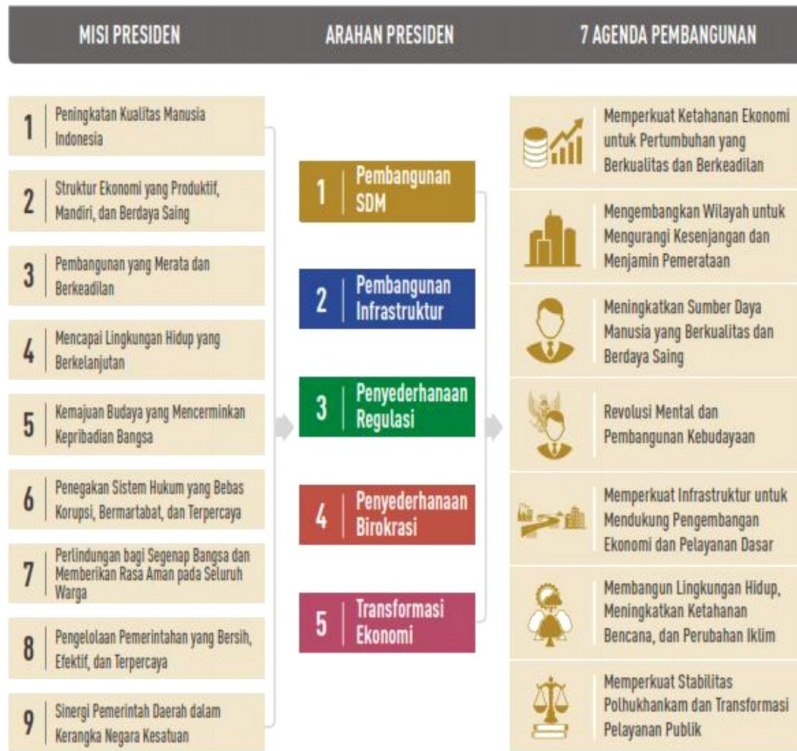 MISI PRESIDEN
ARAHAN PRESIDEN
7 AGENDA PEMBANGUNAN
1
Peningkatan Kualitas Manusia
Indonesia
2
Struktur Ekonomi yang Produktif,
Mandiri, dan Berdaya Saing
3
Pembangunan yang Merata dan
Berkeadilan
4
Mencapai Lingkungan Hidup yang
Berkelanjutan
5
Kemajuan Budaya yang Mencerminkan
Kepribadian Bangsa
6
Penegakan Sistem Hukum yang Bebas
Korupsi, Bermartabat, dan Terpercaya
7
Perlindungan bagi Segenap Bangsa dan
Memberikan Rasa Aman pada Seluruh
Warga
8
Pengelolaan Pemerintahan yang Bersih,
Efektif, dan Terpercaya
9
Sinergi Pemerintah Daerah dalam
Kerangka Negara Kesatuan
1
Pembangunan
SDM
2
Pembangunan
Infrastruktur
3
Penyederhanaan
Regulasi
4
Penyederhanaan
Birokrasi
5
Transformasi
Ekonomi
Memperkuat Ketahanan Ekonomi
untuk Pertumbuhan yang
Berkualitas dan Berkeadilan
Mengembangkan Wilayah untuk
Mengurangi Kesenjangan dan
Menjamin Pemerataan
Meningkatkan Sumber Daya
Manusia yang Berkualitas dan
Berdaya Saing
Revolusi Mental dan
Pembangunan Kebudayaan
Memperkuat Infrastruktur untuk
Mendukung Pengembangan
Ekonomi dan Pelayanan Dasar
Membangun Lingkungan Hidup,
Meningkatkan Ketahanan
Bencana, dan Perubahan Iklim
Memperkuat Stabilitas
Polhukhankam dan Transformasi
Pelayanan Publik